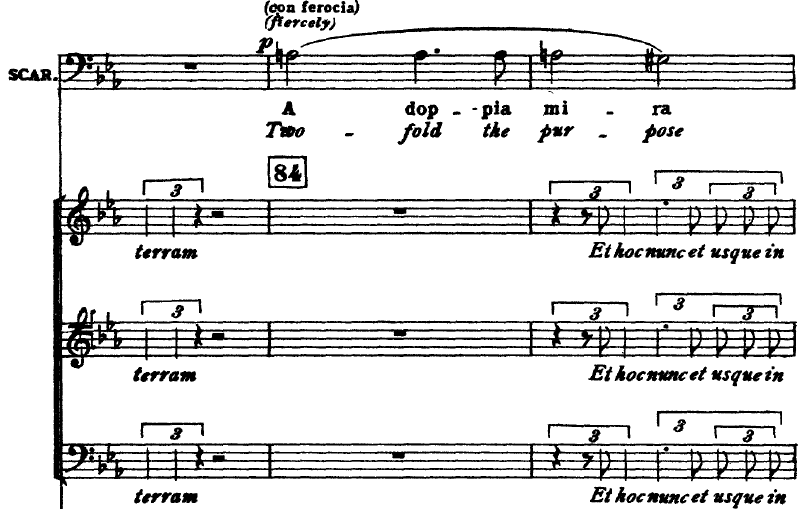 (con ferocia)
(fiercely)
p
SCAR.
A dop - - pia mi - ra
Two - fold the pur - pose
84
3 3 3 3
terram Et hoc nunc et usque in
3 3 3 3
terram Et hoc nunc et usque in
3 3 3 3
terram Et hoc nunc et usque in